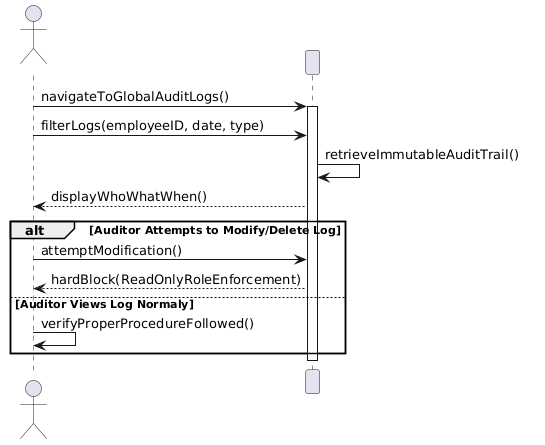 navigateToGlobalAuditLogs()
filterLogs(employeeID, date, type)
retrieveImmutableAuditTrail()
displayWhoWhatWhen()
alt [Auditor Attempts to Modify/Delete Log]
attemptModification()
hardBlock(ReadOnlyRoleEnforcement)
[Auditor Views Log Normaly]
verifyProperProcedureFollowed()